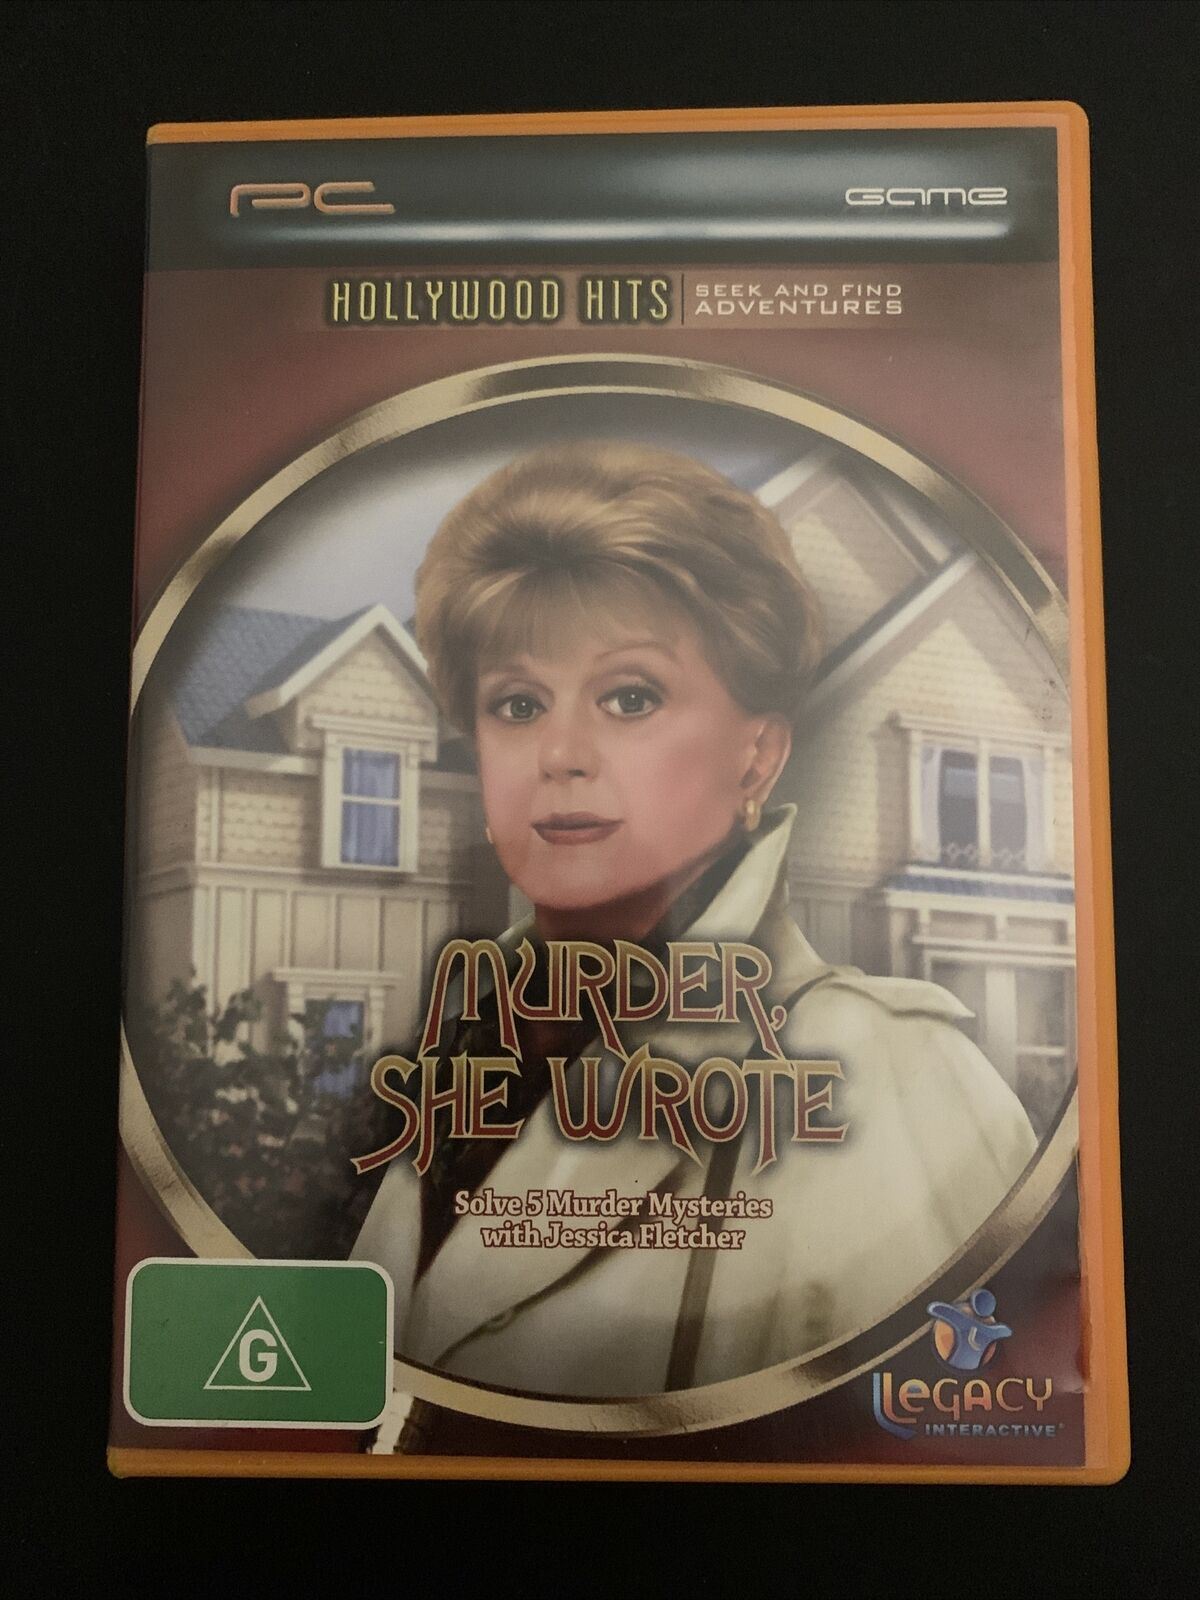 PC
GAME
HOLLYWOOD HITS
SEEK AND FIND
ADVENTURES
MURDER,
SHE WROTE
Solve 5 Murder Mysteries
with Jessica Fletcher
G
LEGACY
INTERACTIVE®